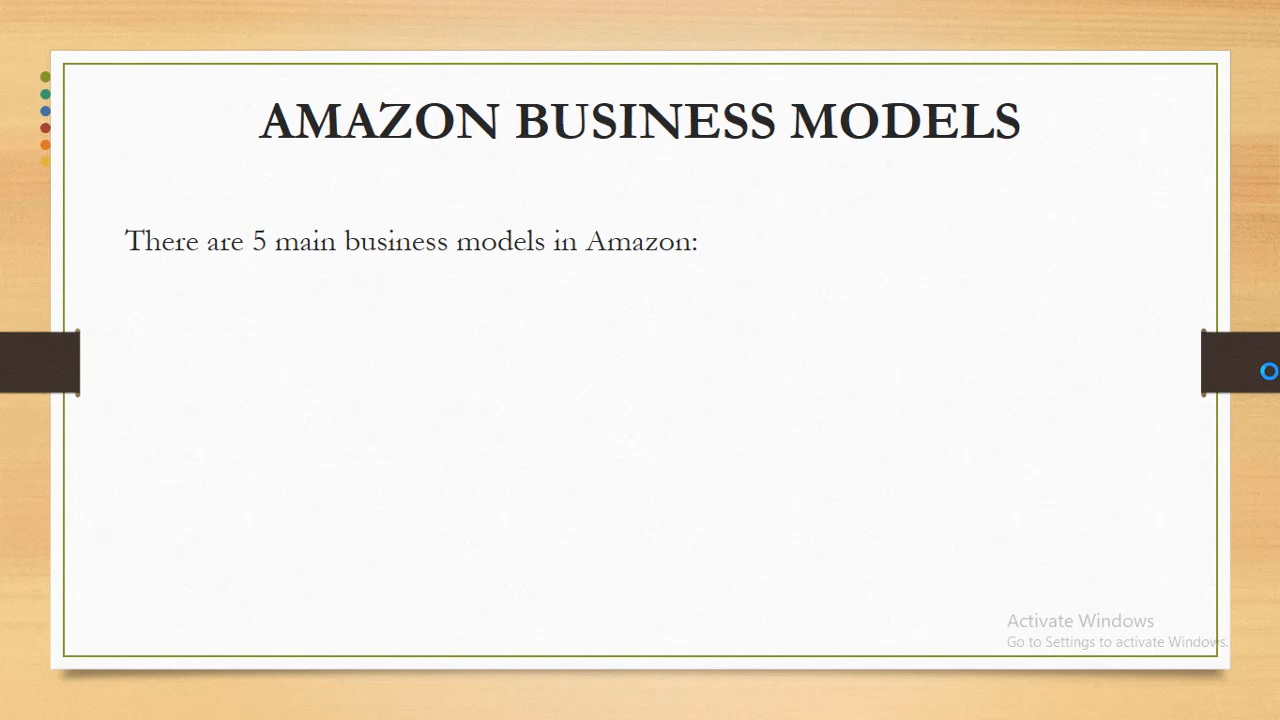 AMAZON BUSINESS MODELS
There are 5 main business models in Amazon:
Activate Windows
Go to Settings to activate Windows.